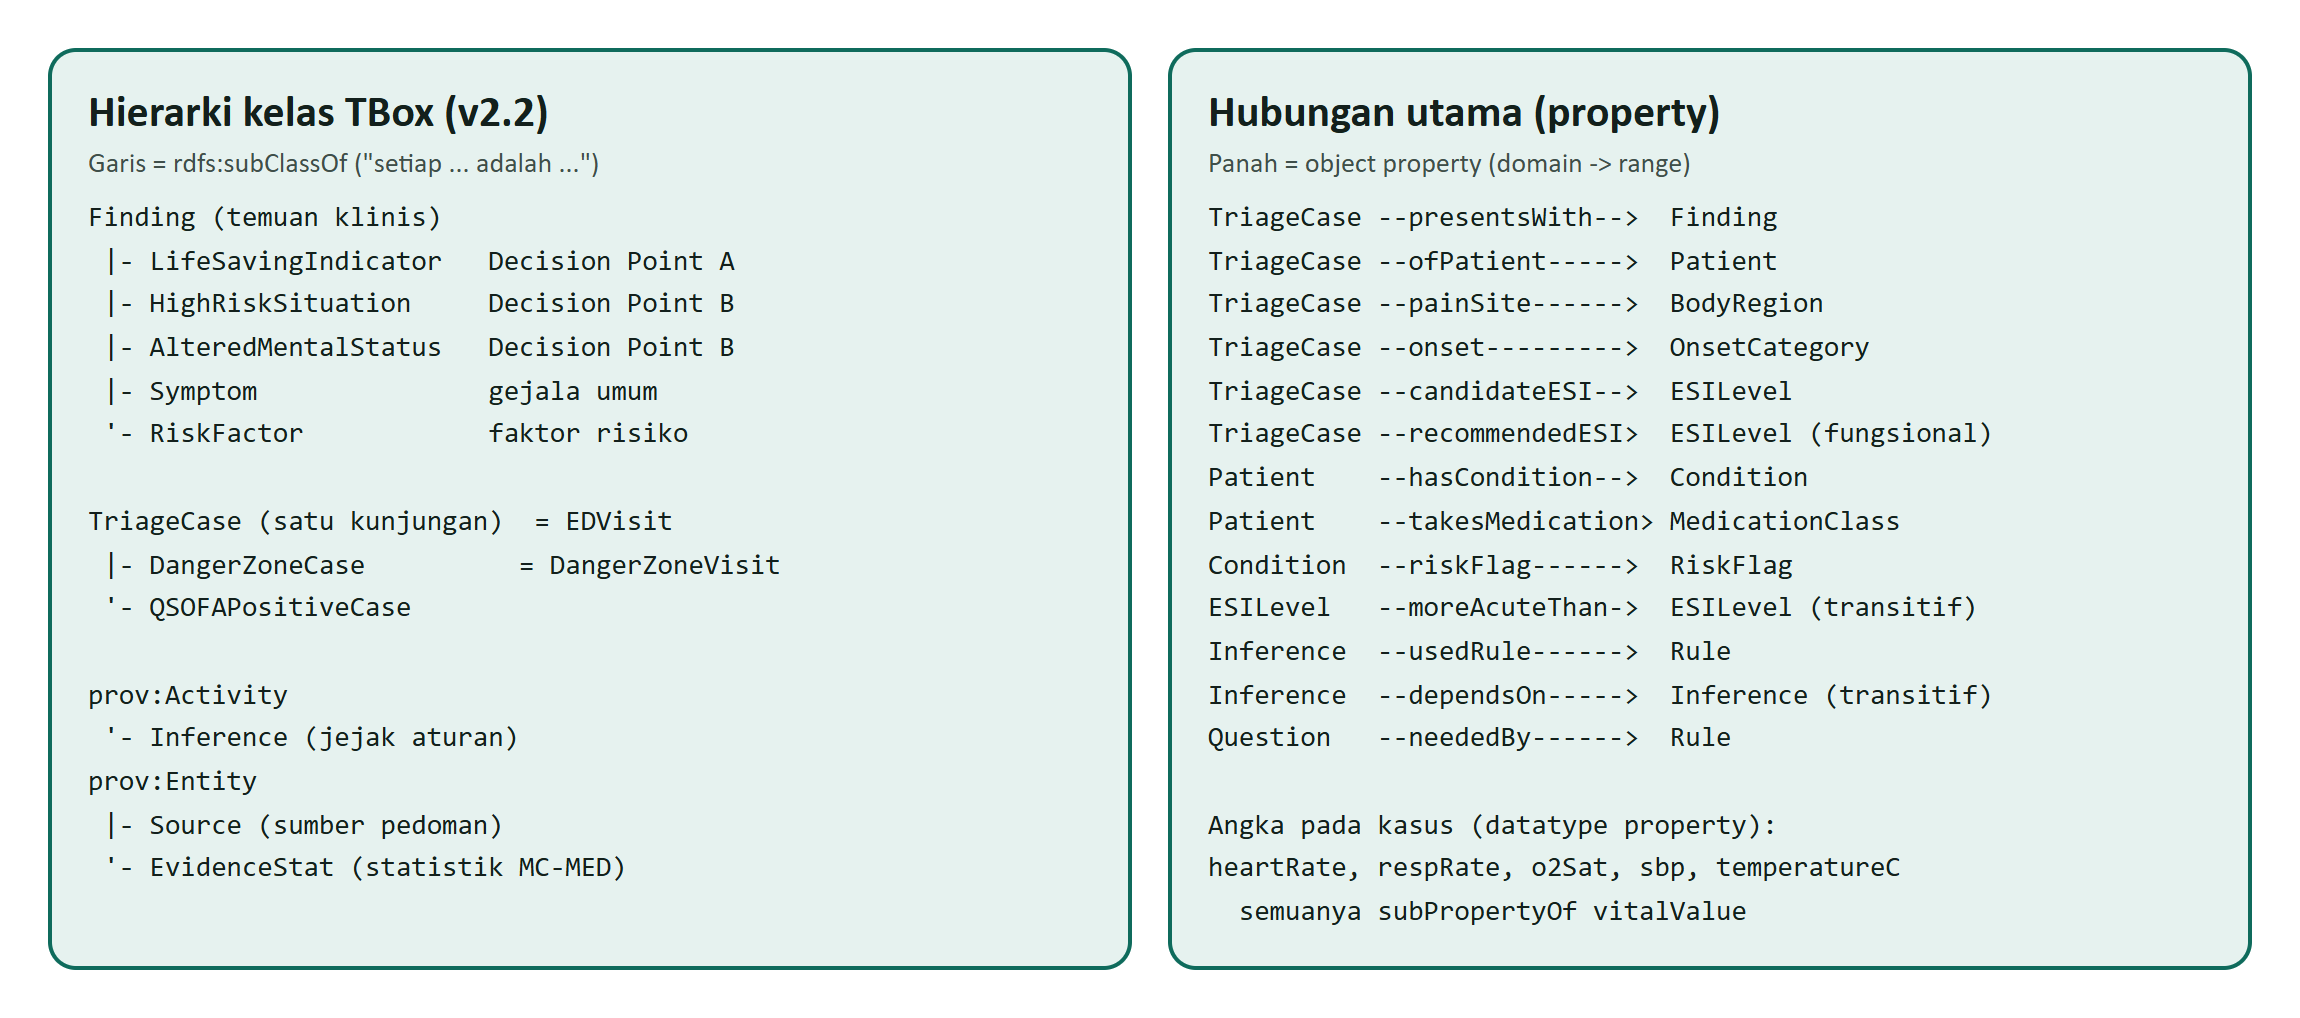 Hierarki kelas TBox (v2.2)
Garis = rdfs:subClassOf ("setiap ... adalah ...")
Finding (temuan klinis)
 |- LifeSavingIndicator   Decision Point A
 |- HighRiskSituation     Decision Point B
 |- AlteredMentalStatus   Decision Point B
 |- Symptom               gejala umum
 '- RiskFactor            faktor risiko
TriageCase (satu kunjungan)  = EDVisit
 |- DangerZoneCase          = DangerZoneVisit
 '- QSOFAPositiveCase
prov:Activity
 '- Inference (jejak aturan)
prov:Entity
 |- Source (sumber pedoman)
 '- EvidenceStat (statistik MC-MED)
Hubungan utama (property)
Panah = object property (domain -> range)
TriageCase --presentsWith-->  Finding
TriageCase --ofPatient----->  Patient
TriageCase --painSite------>  BodyRegion
TriageCase --onset--------->  OnsetCategory
TriageCase --candidateESI-->  ESILevel
TriageCase --recommendedESI>  ESILevel (fungsional)
Patient    --hasCondition-->  Condition
Patient    --takesMedication> MedicationClass
Condition  --riskFlag------>  RiskFlag
ESILevel   --moreAcuteThan->  ESILevel (transitif)
Inference  --usedRule------>  Rule
Inference  --dependsOn----->  Inference (transitif)
Question   --neededBy------>  Rule
Angka pada kasus (datatype property):
heartRate, respRate, o2Sat, sbp, temperatureC
  semuanya subPropertyOf vitalValue